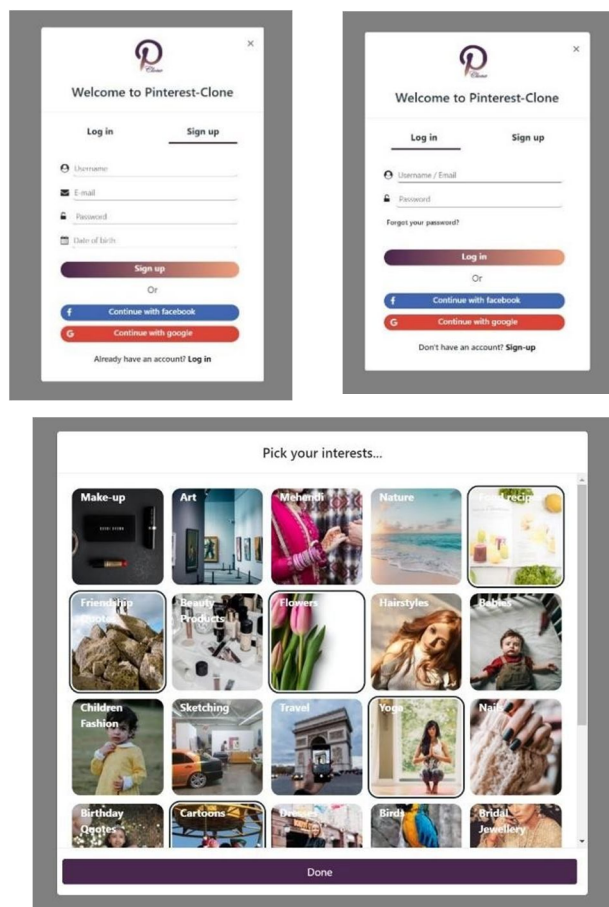 Clone
Welcome to Pinterest-Clone
Log in Sign up
Username
E-mail
Password
Date of birth
Sign up
Or
f Continue with facebook
G Continue with google
Already have an account? Log in
Clone
Welcome to Pinterest-Clone
Log in Sign up
Username / Email
Password
Forgot your password?
Log in
Or
f Continue with facebook
G Continue with google
Don't have an account? Sign-up
Pick your interests...
Make-up Art Mehendi Nature Food recipes
Friendship Beauty Flowers Hairstyles Babies
Quotes Products
Children Sketching Travel Yoga Nails
Fashion
Birthday Cartoons Dresses Birds Bridal
Quotes Jewellery
Done